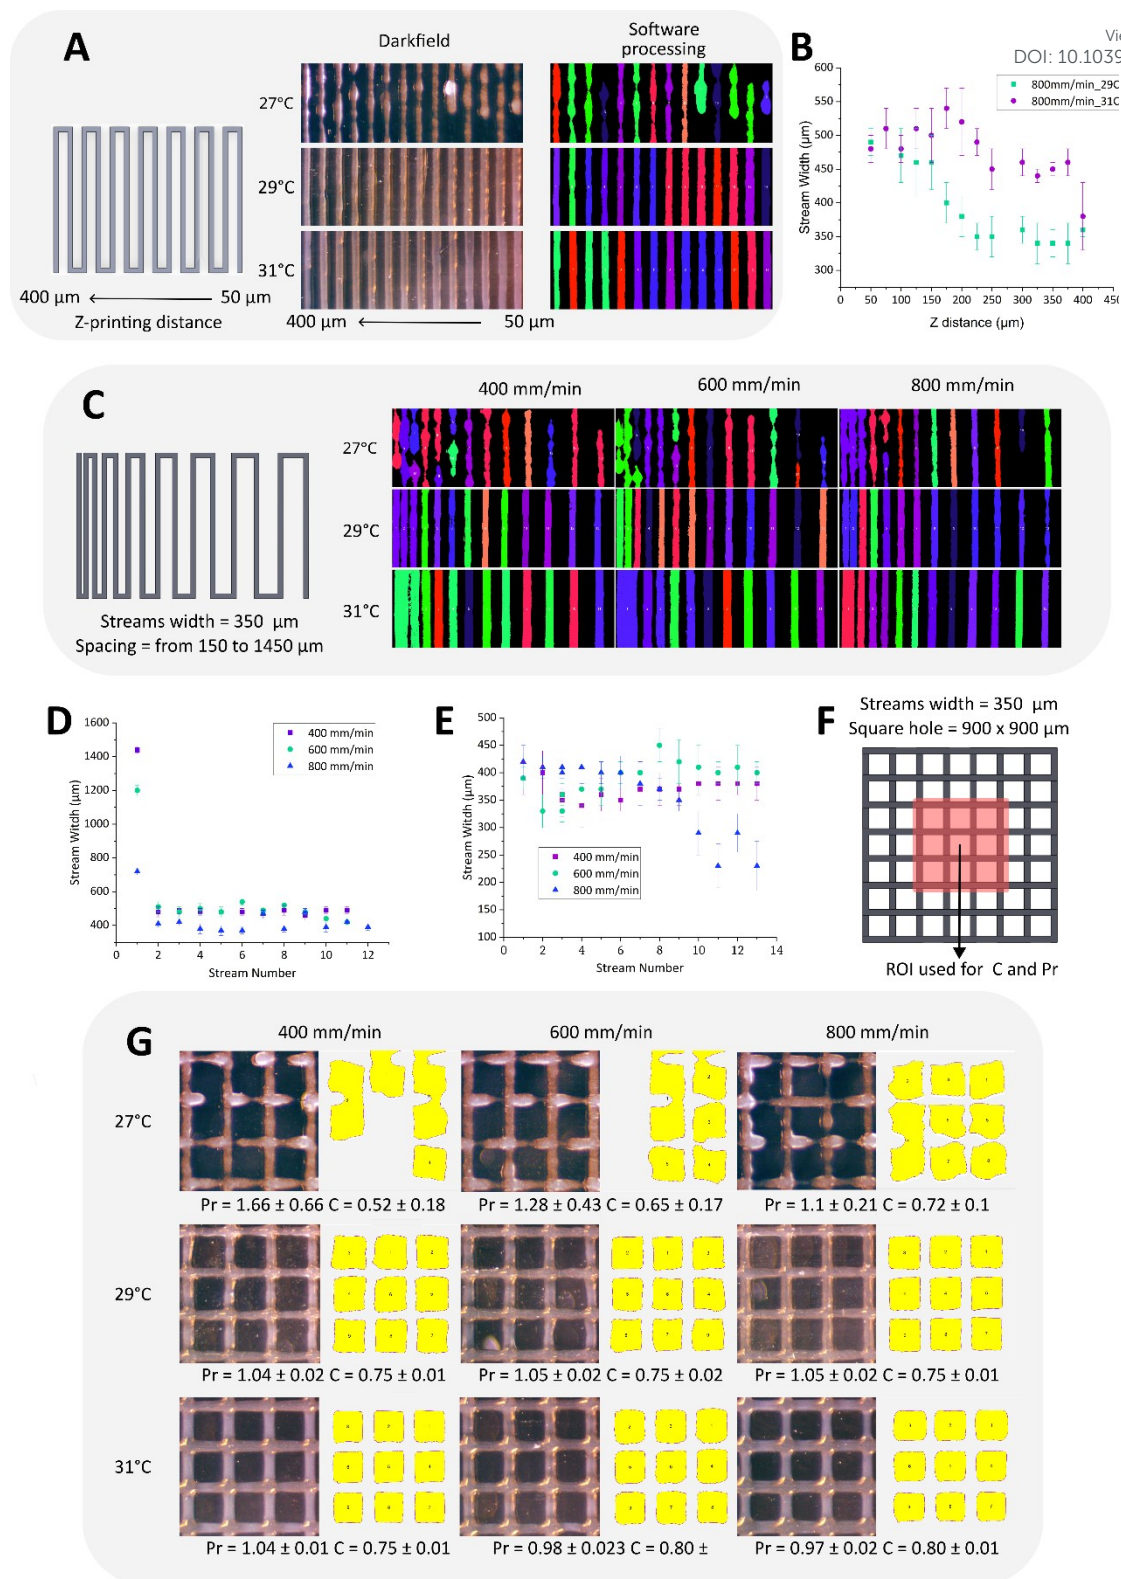 A
Darkfield
Software
processing
27°C
29°C
31°C
400 µm
50 µm
Z-printing distance
400 µm
50 µm
B
DOI: 10.1039
600
550
500
450
400
350
300
Stream Width (µm)
0 50 100 150 200 250 300 350 400 450
Z distance (µm)
800mm/min_29C
800mm/min_31C
C
400 mm/min
600 mm/min
800 mm/min
27°C
29°C
31°C
Streams width = 350 µm
Spacing = from 150 to 1450 µm
D
1600
1400
1200
1000
800
600
400
Stream Witdh (µm)
0 2 4 6 8 10 12
Stream Number
400 mm/min
600 mm/min
800 mm/min
E
500
450
400
350
300
250
200
100
Stream Witdh (µm)
0 2 4 6 8 10 12 14
Stream Number
400 mm/min
600 mm/min
800 mm/min
F
Streams width = 350 µm
Square hole = 900 x 900 µm
ROI used for C and Pr
G
400 mm/min
600 mm/min
800 mm/min
27°C
Pr = 1.66 ± 0.66 C = 0.52 ± 0.18
Pr = 1.28 ± 0.43 C = 0.65 ± 0.17
Pr = 1.1 ± 0.21 C = 0.72 ± 0.1
29°C
Pr = 1.04 ± 0.02 C = 0.75 ± 0.01
Pr = 1.05 ± 0.02 C = 0.75 ± 0.02
Pr = 1.05 ± 0.02 C = 0.75 ± 0.01
31°C
Pr = 1.04 ± 0.01 C = 0.75 ± 0.01
Pr = 0.98 ± 0.023 C = 0.80 ±
Pr = 0.97 ± 0.02 C = 0.80 ± 0.01